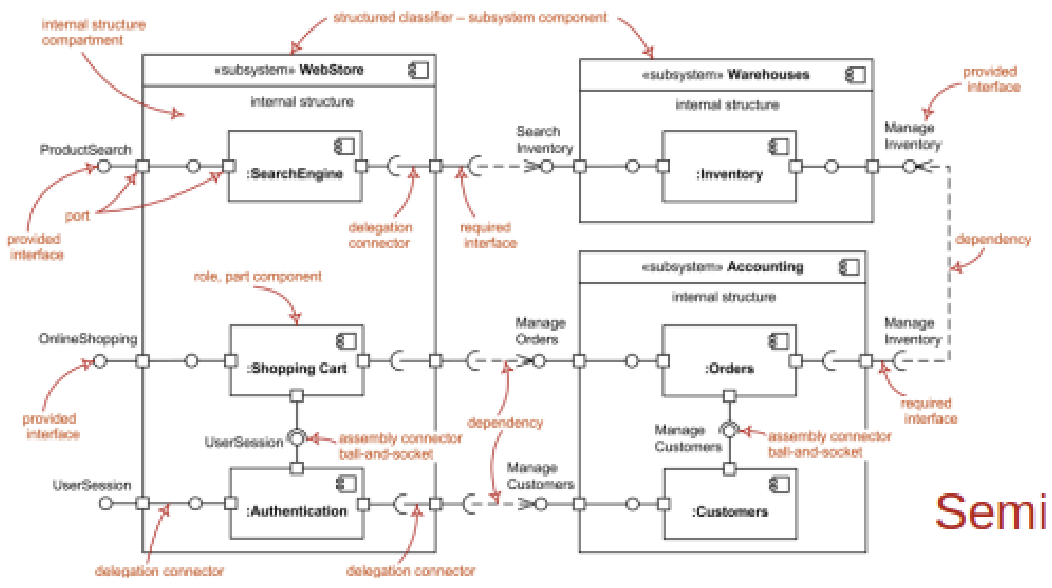 structured classifier – subsystem component
internal structure
compartment
«subsystem» WebStore
internal structure
«subsystem» Warehouses
internal structure
provided
interface
ProductSearch
:SearchEngine
Search
Inventory
:Inventory
Manage
Inventory
port
provided
interface
delegation
connector
required
interface
dependency
role, part component
«subsystem» Accounting
internal structure
OnlineShopping
:Shopping Cart
Manage
Orders
:Orders
Manage
Inventory
provided
interface
dependency
required
interface
UserSession
assembly connector
ball-and-socket
Manage
Customers
assembly connector
ball-and-socket
UserSession
:Authentication
Manage
Customers
:Customers
Semi
delegation connector
delegation connector